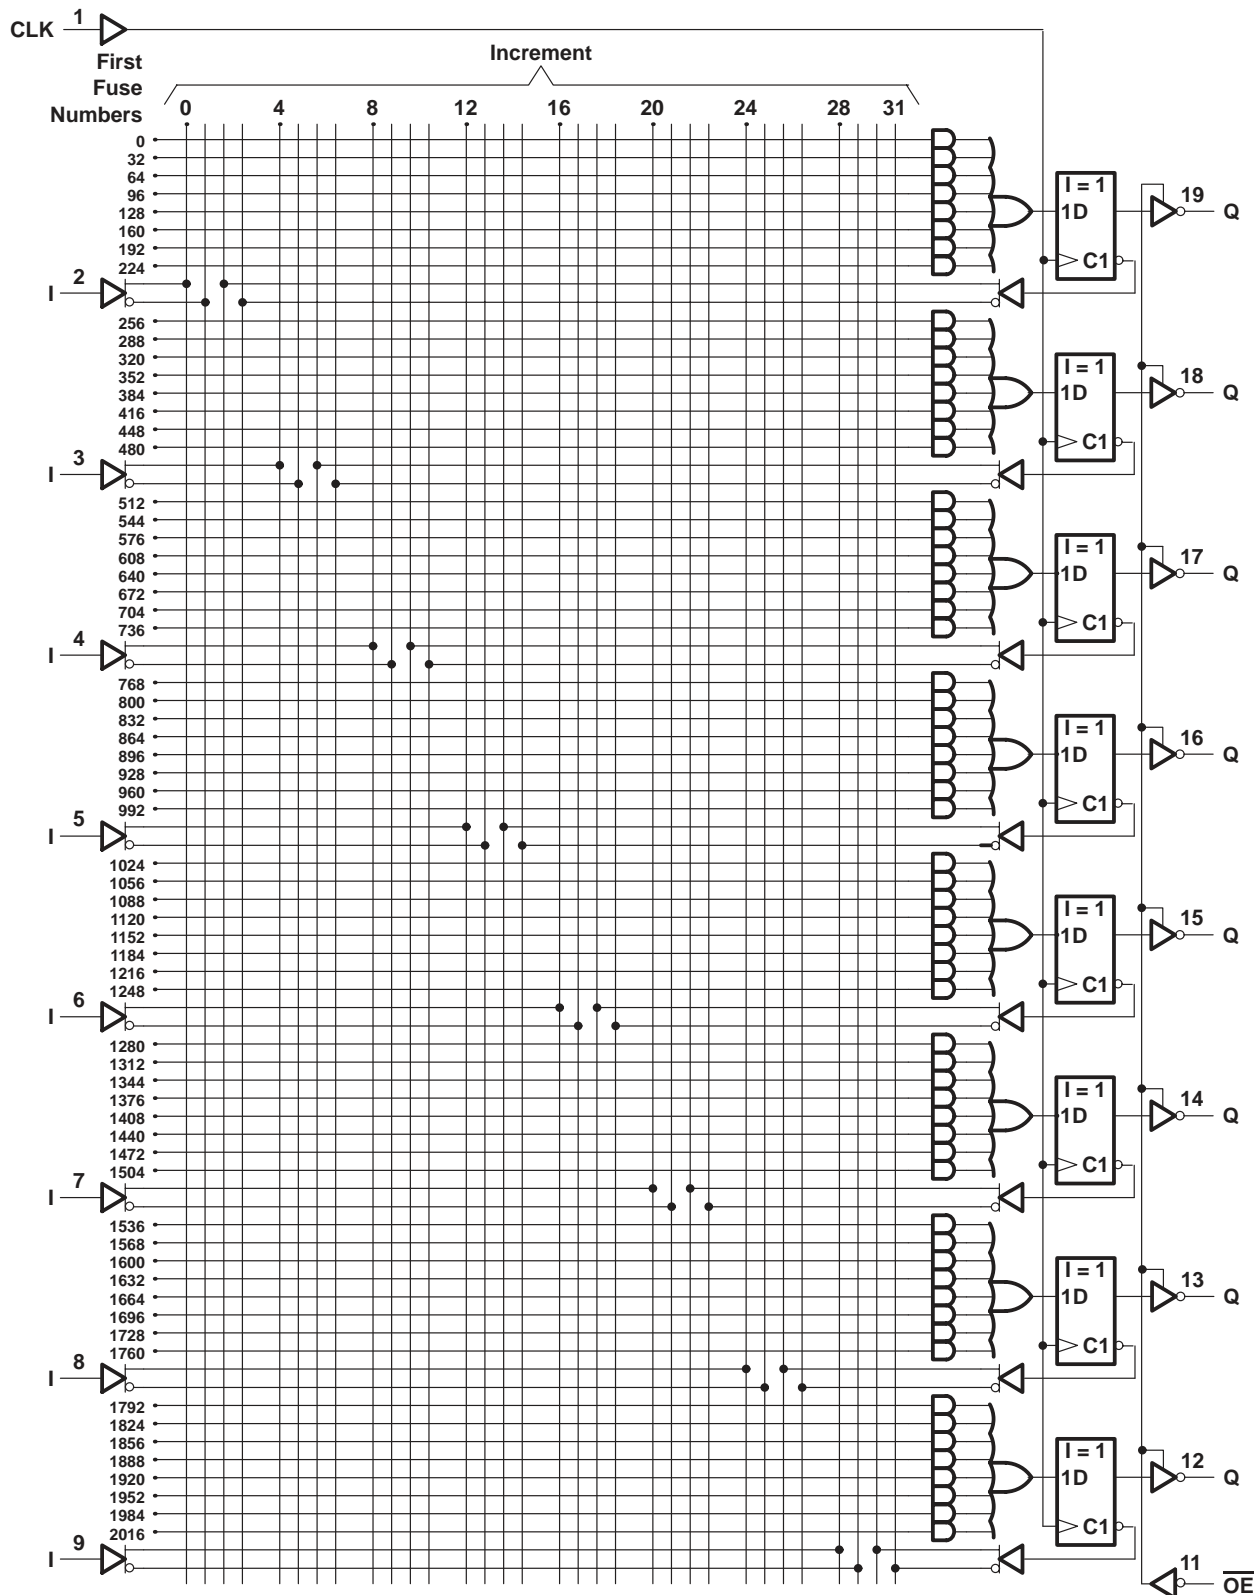 CLK 1
Increment
First
Fuse
Numbers
0 4 8 12 16 20 24 28 31
0
32
64
96
128
160
192
224
I = 1
1D
C1
19 Q
I 2
256
288
320
352
384
416
448
480
I = 1
1D
C1
18 Q
I 3
512
544
576
608
640
672
704
736
I = 1
1D
C1
17 Q
I 4
768
800
832
864
896
928
960
992
I = 1
1D
C1
16 Q
I 5
1024
1056
1088
1120
1152
1184
1216
1248
I = 1
1D
C1
15 Q
I 6
1280
1312
1344
1376
1408
1440
1472
1504
I = 1
1D
C1
14 Q
I 7
1536
1568
1600
1632
1664
1696
1728
1760
I = 1
1D
C1
13 Q
I 8
1792
1824
1856
1888
1920
1952
1984
2016
I = 1
1D
C1
12 Q
I 9
11 OE